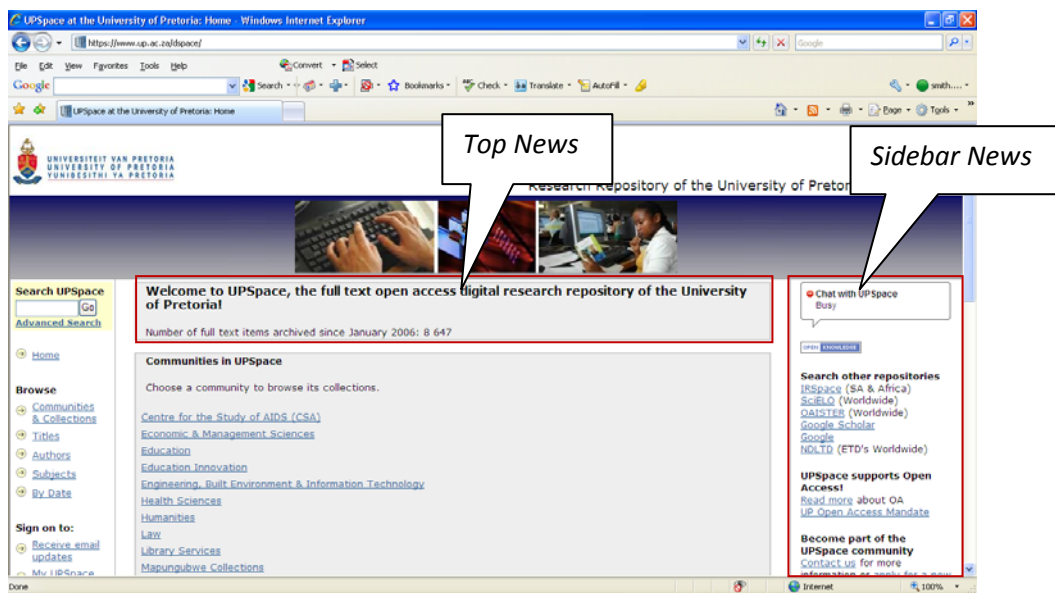 UPSpace at the University of Pretoria: Home - Windows Internet Explorer
https://www.up.ac.za/dspace/
Google
File Edit View Favorites Tools Help
Convert Select
Google
Search
Bookmarks
Check
Translate
AutoFill
smith....
UPSpace at the University of Pretoria: Home
Page Tools
Top News
Sidebar News
UNIVERSITEIT VAN PRETORIA
UNIVERSITY OF PRETORIA
YUNIBESITHI YA PRETORIA
Research Repository of the University of Pretor
Search UPSpace
Go
Advanced Search
Home
Browse
Communities
& Collections
Titles
Authors
Subjects
By Date
Sign on to:
Receive email
updates
My UPSpace
Welcome to UPSpace, the full text open access digital research repository of the University
of Pretoria!
Number of full text items archived since January 2006: 8 647
Communities in UPSpace
Choose a community to browse its collections.
Centre for the Study of AIDS (CSA)
Economic & Management Sciences
Education
Education Innovation
Engineering, Built Environment & Information Technology
Health Sciences
Humanities
Law
Library Services
Mapungubwe Collections
Chat with UPSpace
Busy
OPEN KNOWLEDGE
Search other repositories
IRSpace (SA & Africa)
SciELO (Worldwide)
OAISTER (Worldwide)
Google Scholar
Google
NDLTD (ETD's Worldwide)
UPSpace supports Open
Access!
Read more about OA
UP Open Access Mandate
Become part of the
UPSpace community
Contact us for more
information or apply for a new
Done
Internet
100%